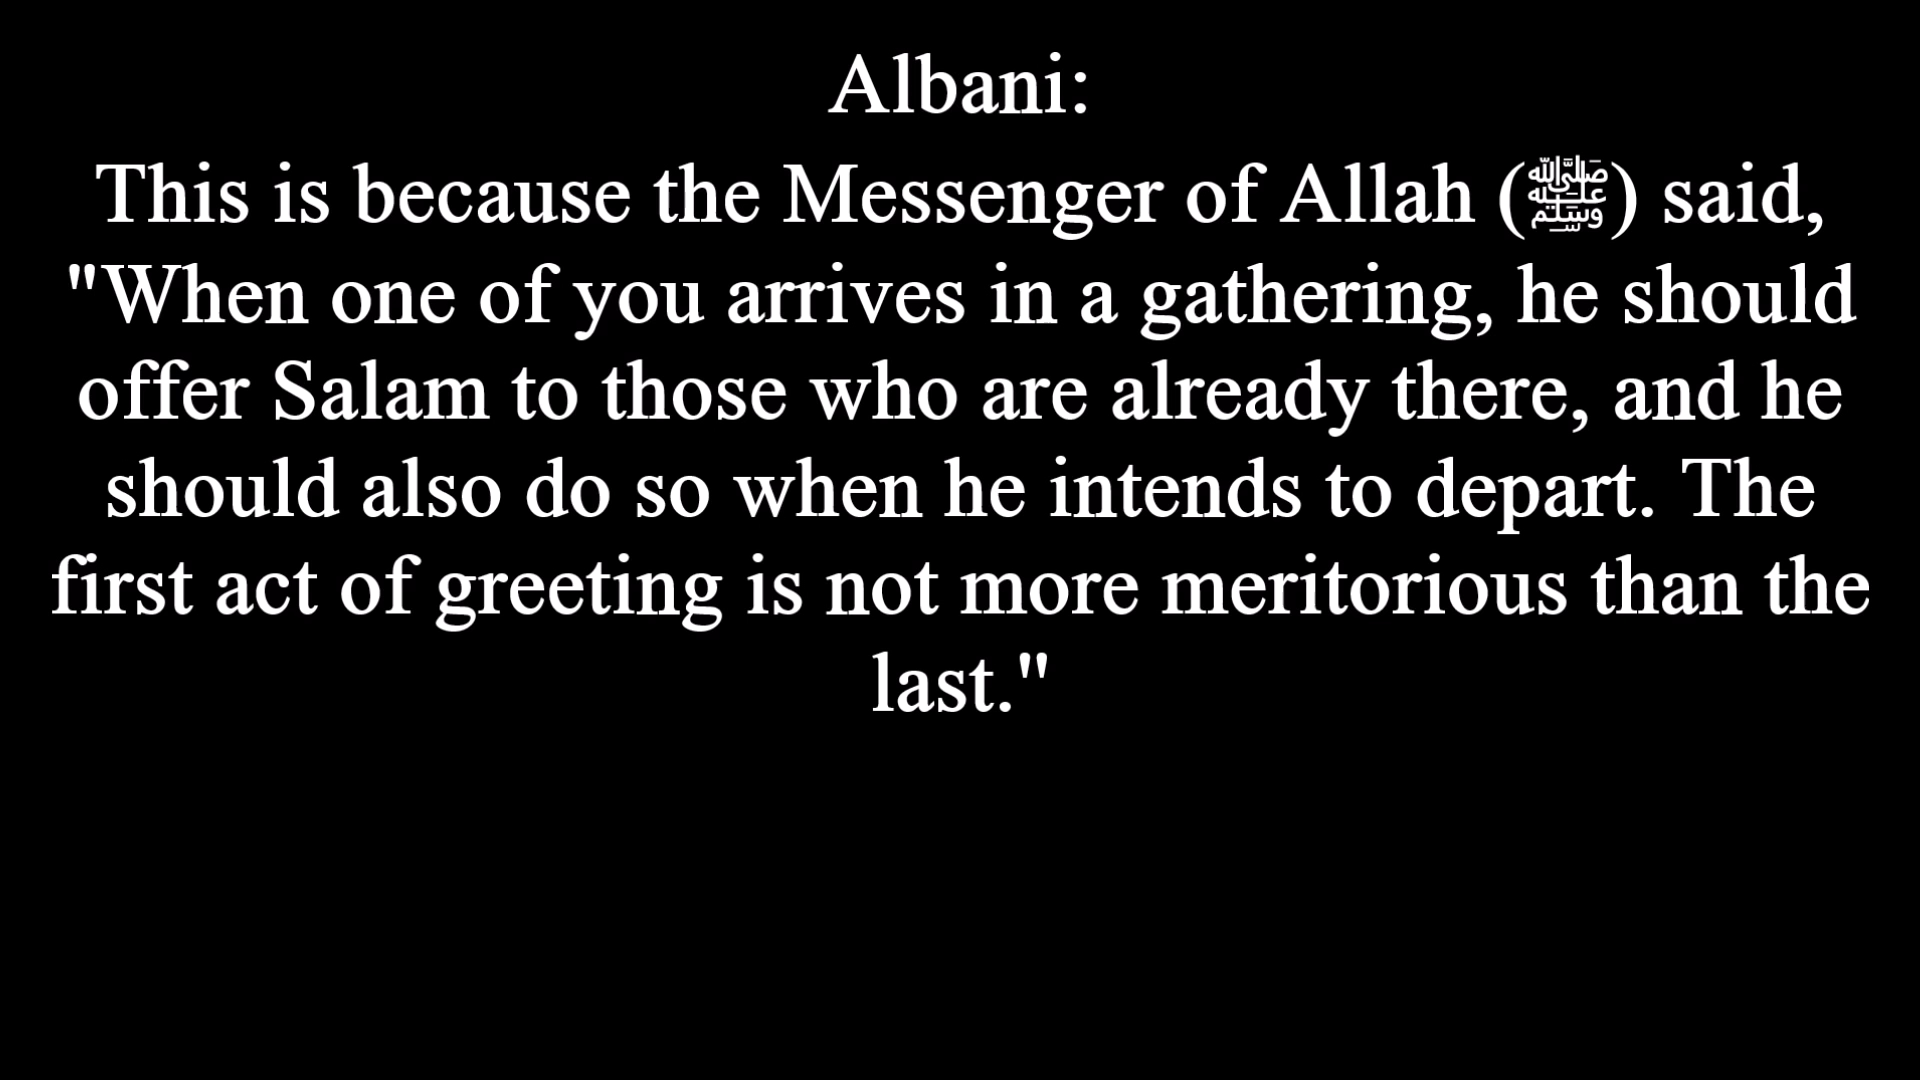 Albani:
This is because the Messenger of Allah (ﷺ) said,
"When one of you arrives in a gathering, he should
offer Salam to those who are already there, and he
should also do so when he intends to depart. The
first act of greeting is not more meritorious than the
last."